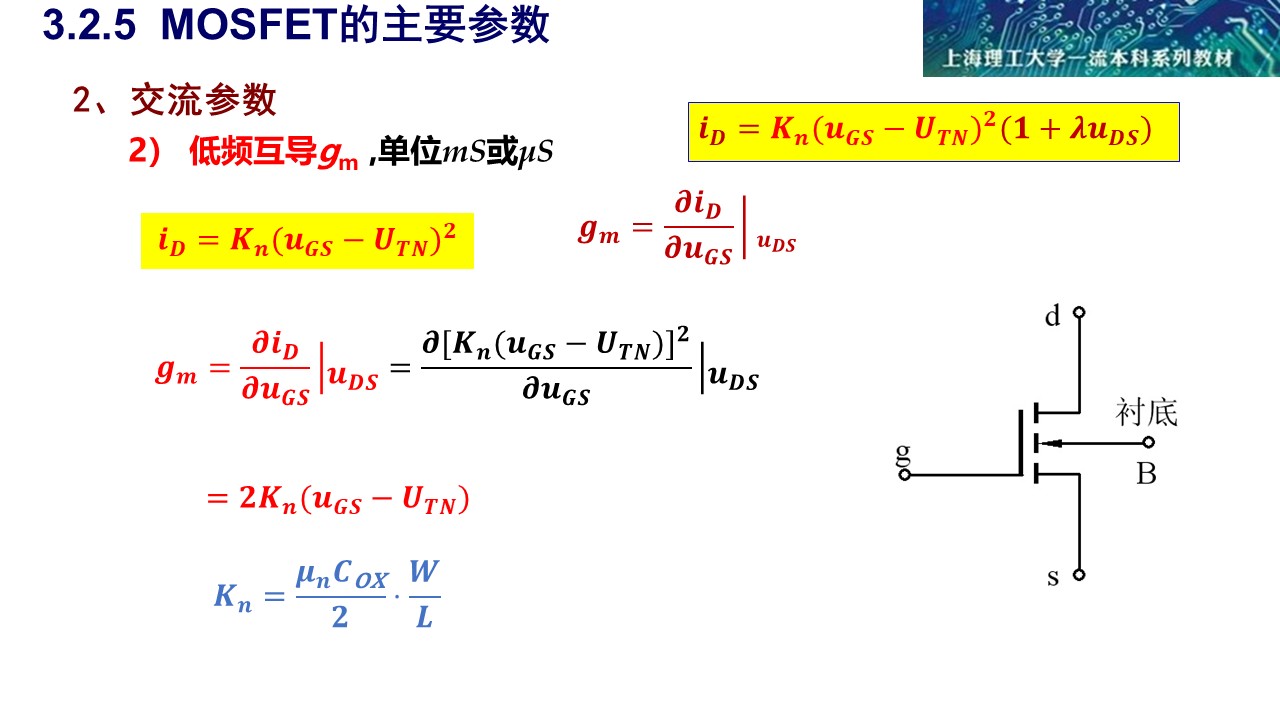 3.2.5 MOSFET的主要参数
上海理工大学一流本科系列教材
2、交流参数
2） 低频互导gm ,单位mS或μS
iD = Kn(uGS − UTN)²(1 + λuDS)
iD = Kn(uGS − UTN)²
gm = ∂iD/∂uGS | uDS
gm = ∂iD/∂uGS |uDS = ∂[Kn(uGS − UTN)]²/∂uGS |uDS
= 2Kn(uGS − UTN)
Kn = μnCOX/2 · W/L
d
衬底
g
B
s